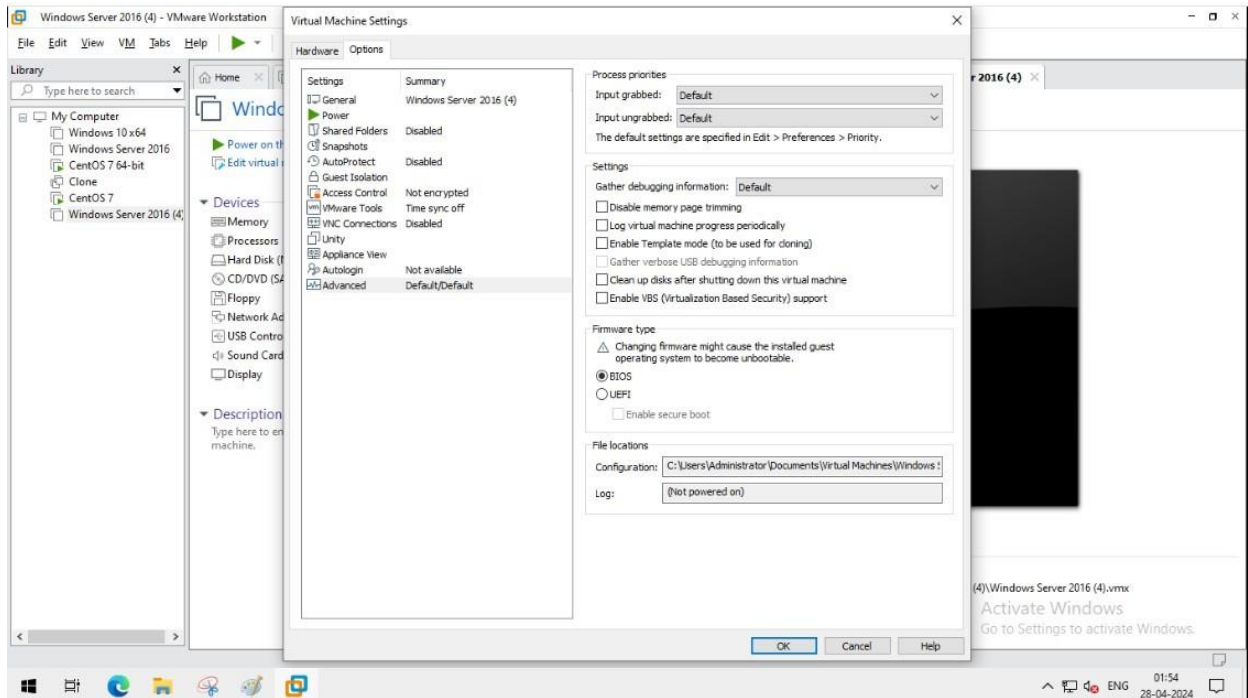 Windows Server 2016 (4) - VMware Workstation
File Edit View VM Tabs Help
Library
Type here to search
My Computer
Windows 10 x64
Windows Server 2016
CentOS 7 64-bit
Clone
CentOS 7
Windows Server 2016 (4)
Home
Windo
Power on th
Edit virtual
Devices
Memory
Processors
Hard Disk (
CD/DVD (SA
Floppy
Network Ad
USB Contro
Sound Card
Display
Description
Type here to en
machine.
Virtual Machine Settings
Hardware Options
Settings Summary
General Windows Server 2016 (4)
Power
Shared Folders Disabled
Snapshots
AutoProtect Disabled
Guest Isolation
Access Control Not encrypted
VMware Tools Time sync off
VNC Connections Disabled
Unity
Appliance View
Autologin Not available
Advanced Default/Default
Process priorities
Input grabbed: Default
Input ungrabbed: Default
The default settings are specified in Edit > Preferences > Priority.
Settings
Gather debugging information: Default
Disable memory page trimming
Log virtual machine progress periodically
Enable Template mode (to be used for cloning)
Gather verbose USB debugging information
Clean up disks after shutting down this virtual machine
Enable VBS (Virtualization Based Security) support
Firmware type
Changing firmware might cause the installed guest
operating system to become unbootable.
BIOS
UEFI
Enable secure boot
File locations
Configuration: C:\Users\Administrator\Documents\Virtual Machines\Windows
Log: (Not powered on)
OK Cancel Help
r 2016 (4)
(4)\Windows Server 2016 (4).vmx
Activate Windows
Go to Settings to activate Windows.
ENG
01:54
28-04-2024